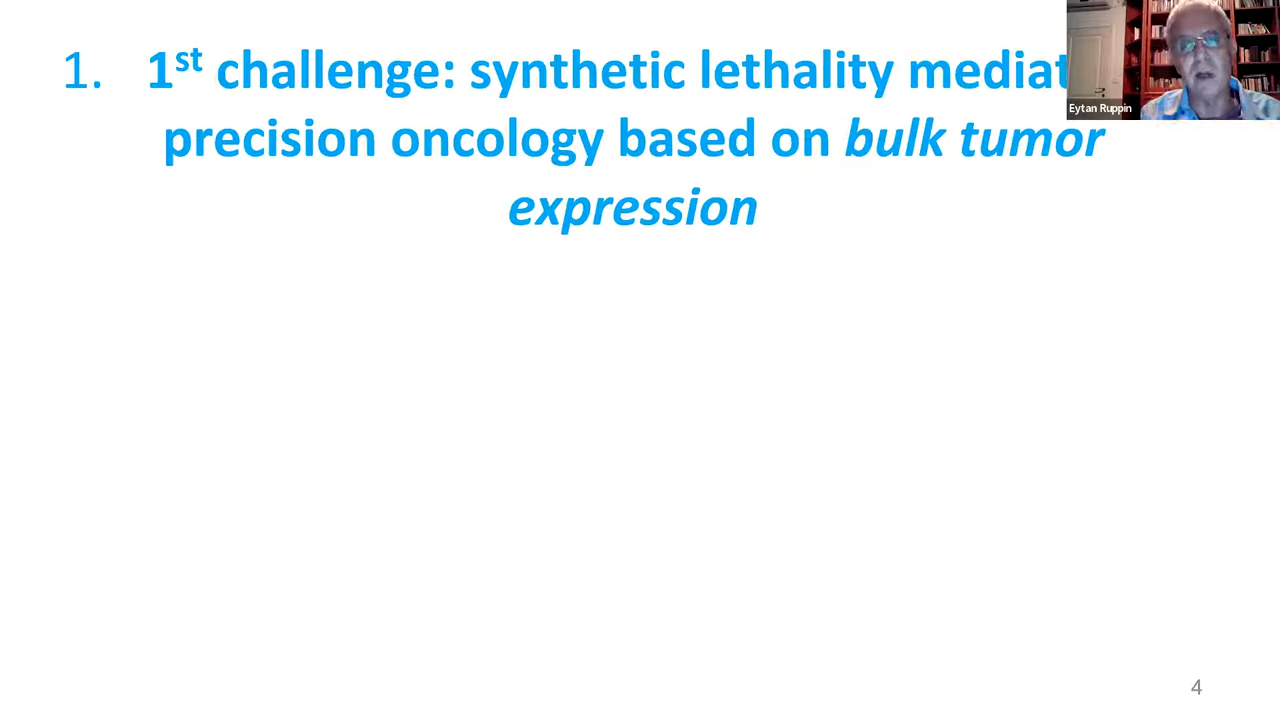 1. 1st challenge: synthetic lethality mediat
precision oncology based on bulk tumor
expression
Eytan Ruppin
4